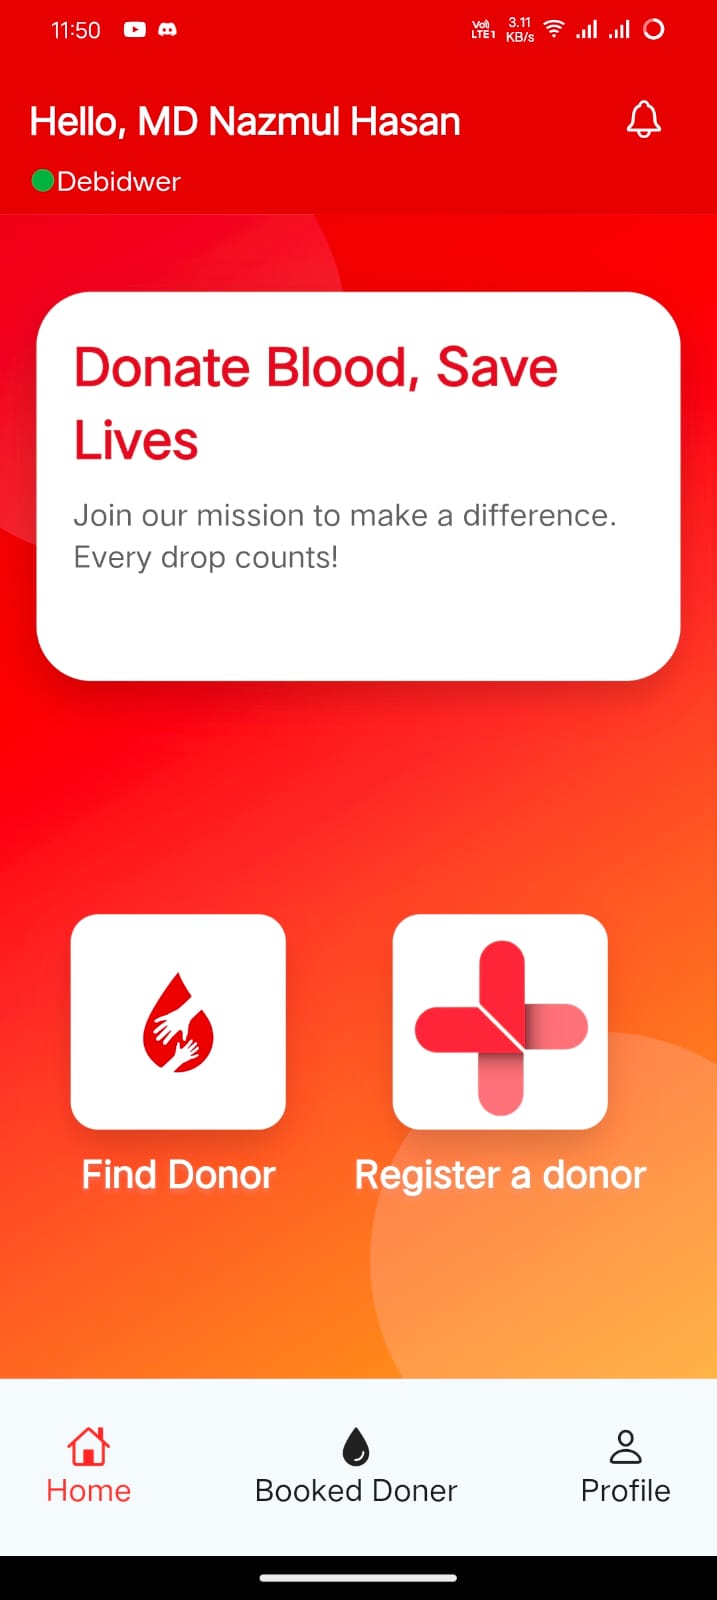 11:50
Vo))
LTE1
3.11
KB/s
Hello, MD Nazmul Hasan
Debidwer
Donate Blood, Save
Lives
Join our mission to make a difference.
Every drop counts!
Find Donor
Register a donor
Home
Booked Doner
Profile